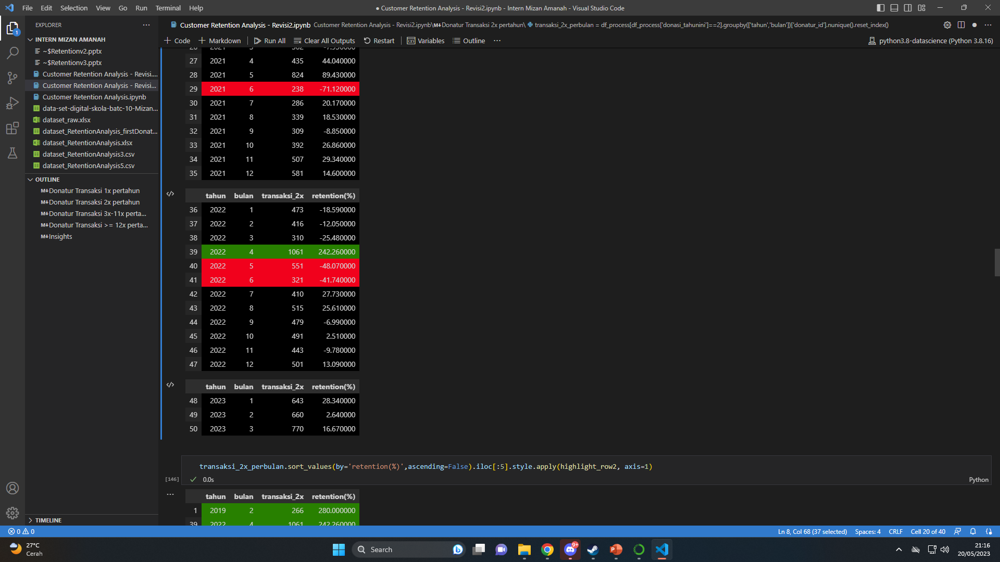 File Edit Selection View Go Run Terminal Help
● Customer Retention Analysis - Revisi2.ipynb - Intern Mizan Amanah - Visual Studio Code
EXPLORER
Customer Retention Analysis - Revisi2.ipynb Customer Retention Analysis - Revisi2.ipynb\M↓Donatur Transaksi 2x pertahun\ transaksi_2x_perbulan = df_process[df_process['donasi_tahunini']==2].groupby(['tahun','bulan'])['donatur_id'].nunique().reset_index()
+ Code + Markdown Run All Clear All Outputs Restart Variables Outline ...
python3.8-datascience (Python 3.8.16)
1
INTERN MIZAN AMANAH
~$Retentionv2.pptx
~$Retentionv3.pptx
Customer Retention Analysis - Revisi....
Customer Retention Analysis - Revisi...
Customer Retention Analysis.ipynb
data-set-digital-skola-batc-10-Mizan...
dataset_raw.xlsx
dataset_RetentionAnalysis_firstDonat...
dataset_RetentionAnalysis.xlsx
dataset_RetentionAnalysis3.csv
dataset_RetentionAnalysis5.csv
OUTLINE
M↓Donatur Transaksi 1x pertahun
M↓Donatur Transaksi 2x pertahun
M↓Donatur Transaksi 3x-11x perta...
M↓Donatur Transaksi >= 12x perta...
M↓Insights
TIMELINE
27 2021 4 435 44.040000
28 2021 5 824 89.430000
29 2021 6 238 -71.120000
30 2021 7 286 20.170000
31 2021 8 339 18.530000
32 2021 9 309 -8.850000
33 2021 10 392 26.860000
34 2021 11 507 29.340000
35 2021 12 581 14.600000
tahun bulan transaksi_2x retention(%)
36 2022 1 473 -18.590000
37 2022 2 416 -12.050000
38 2022 3 310 -25.480000
39 2022 4 1061 242.260000
40 2022 5 551 -48.070000
41 2022 6 321 -41.740000
42 2022 7 410 27.730000
43 2022 8 515 25.610000
44 2022 9 479 -6.990000
45 2022 10 491 2.510000
46 2022 11 443 -9.780000
47 2022 12 501 13.090000
tahun bulan transaksi_2x retention(%)
48 2023 1 643 28.340000
49 2023 2 660 2.640000
50 2023 3 770 16.670000
transaksi_2x_perbulan.sort_values(by='retention(%)',ascending=False).iloc[:5].style.apply(highlight_row2, axis=1)
[146] ✓ 0.0s
Python
tahun bulan transaksi_2x retention(%)
1 2019 2 266 280.000000
39 2022 4 1061 242.260000
0 0
Ln 8, Col 68 (37 selected) Spaces: 4 CRLF Cell 20 of 40
27°C
Cerah
Search
9+
21:16
20/05/2023